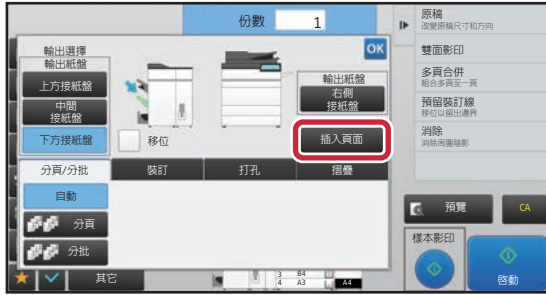 份數 1
原稿
改變原稿尺寸和方向
雙面影印
多頁合併
組合多頁至一頁
預留裝訂線
移位以留出邊界
消除
消除周圍陰影
預覽
CA
樣本影印
啓動
輸出選擇
輸出紙盤
上方接紙盤
中間
接紙盤
下方接紙盤
移位
OK
輸出紙盤
右側
接紙盤
插入頁面
分頁/分批
裝訂
打孔
摺疊
自動
分頁
分批
其它
3 B4
4 A3
A4